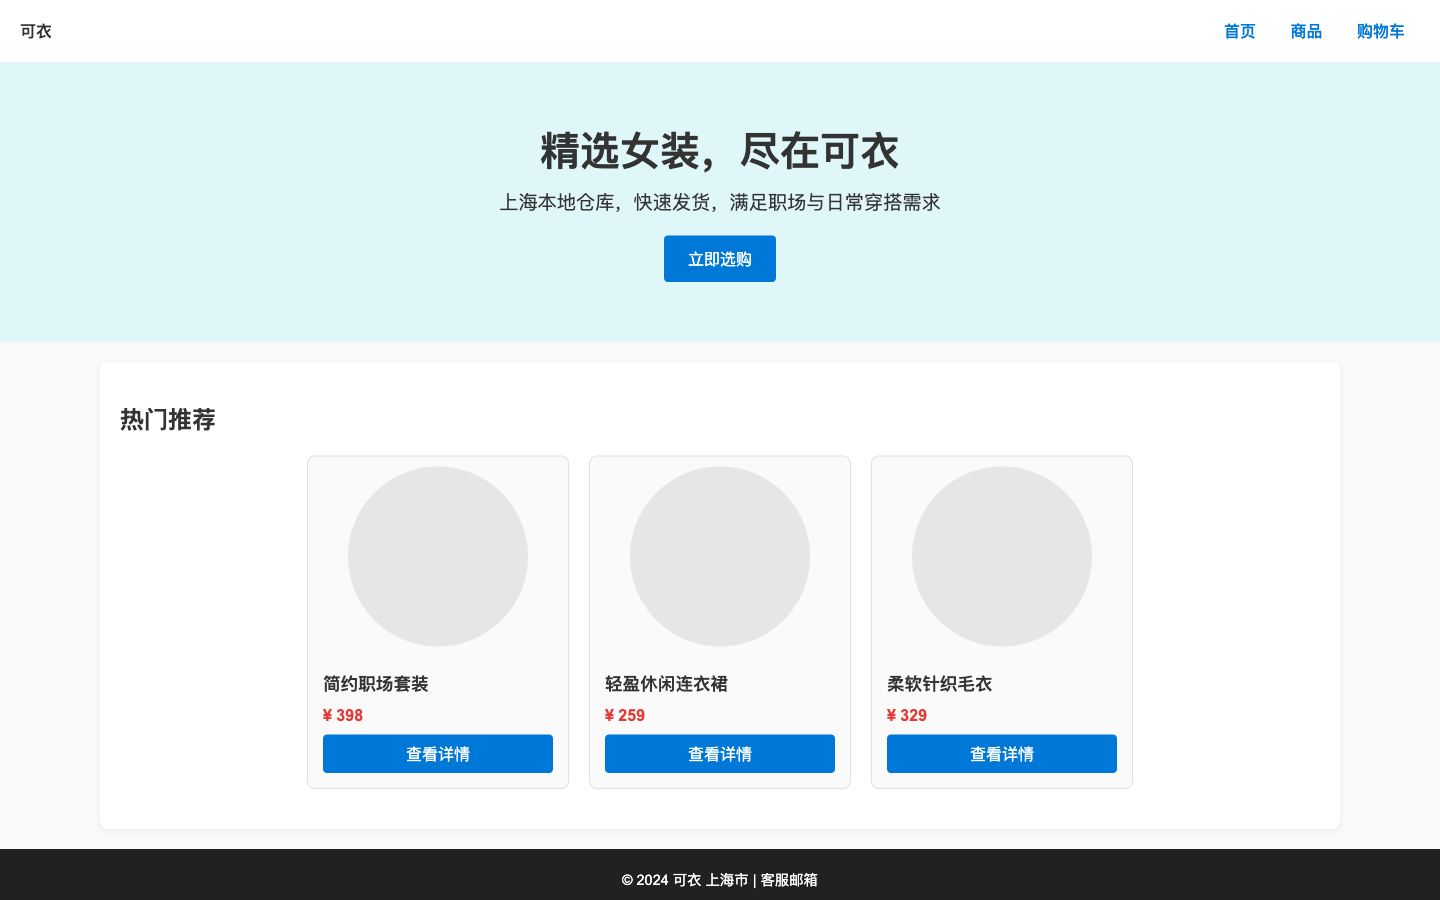 可衣
首页 商品 购物车
精选女装，尽在可衣
上海本地仓库，快速发货，满足职场与日常穿搭需求
立即选购
热门推荐
简约职场套装
¥ 398
查看详情
轻盈休闲连衣裙
¥ 259
查看详情
柔软针织毛衣
¥ 329
查看详情
© 2024 可衣 上海市 | 客服邮箱